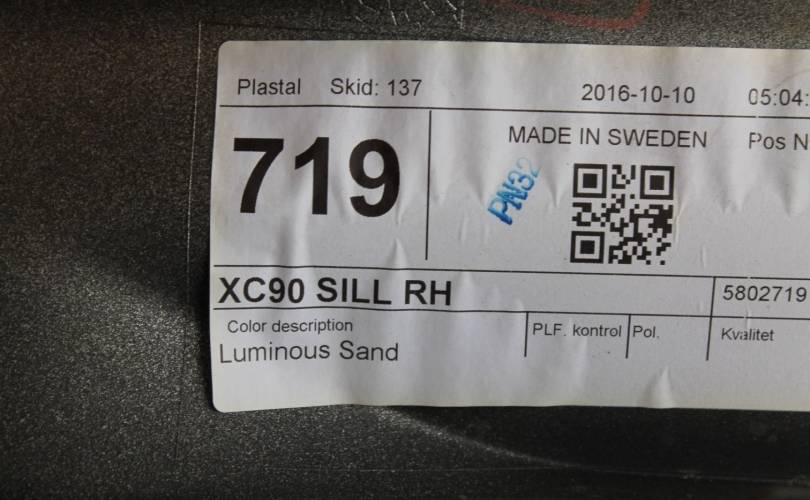 Plastal Skid: 137 2016-10-10 05:04:
719 MADE IN SWEDEN Pos N
PN32
XC90 SILL RH 5802719
Color description PLF. kontrol Pol. Kvalitet
Luminous Sand